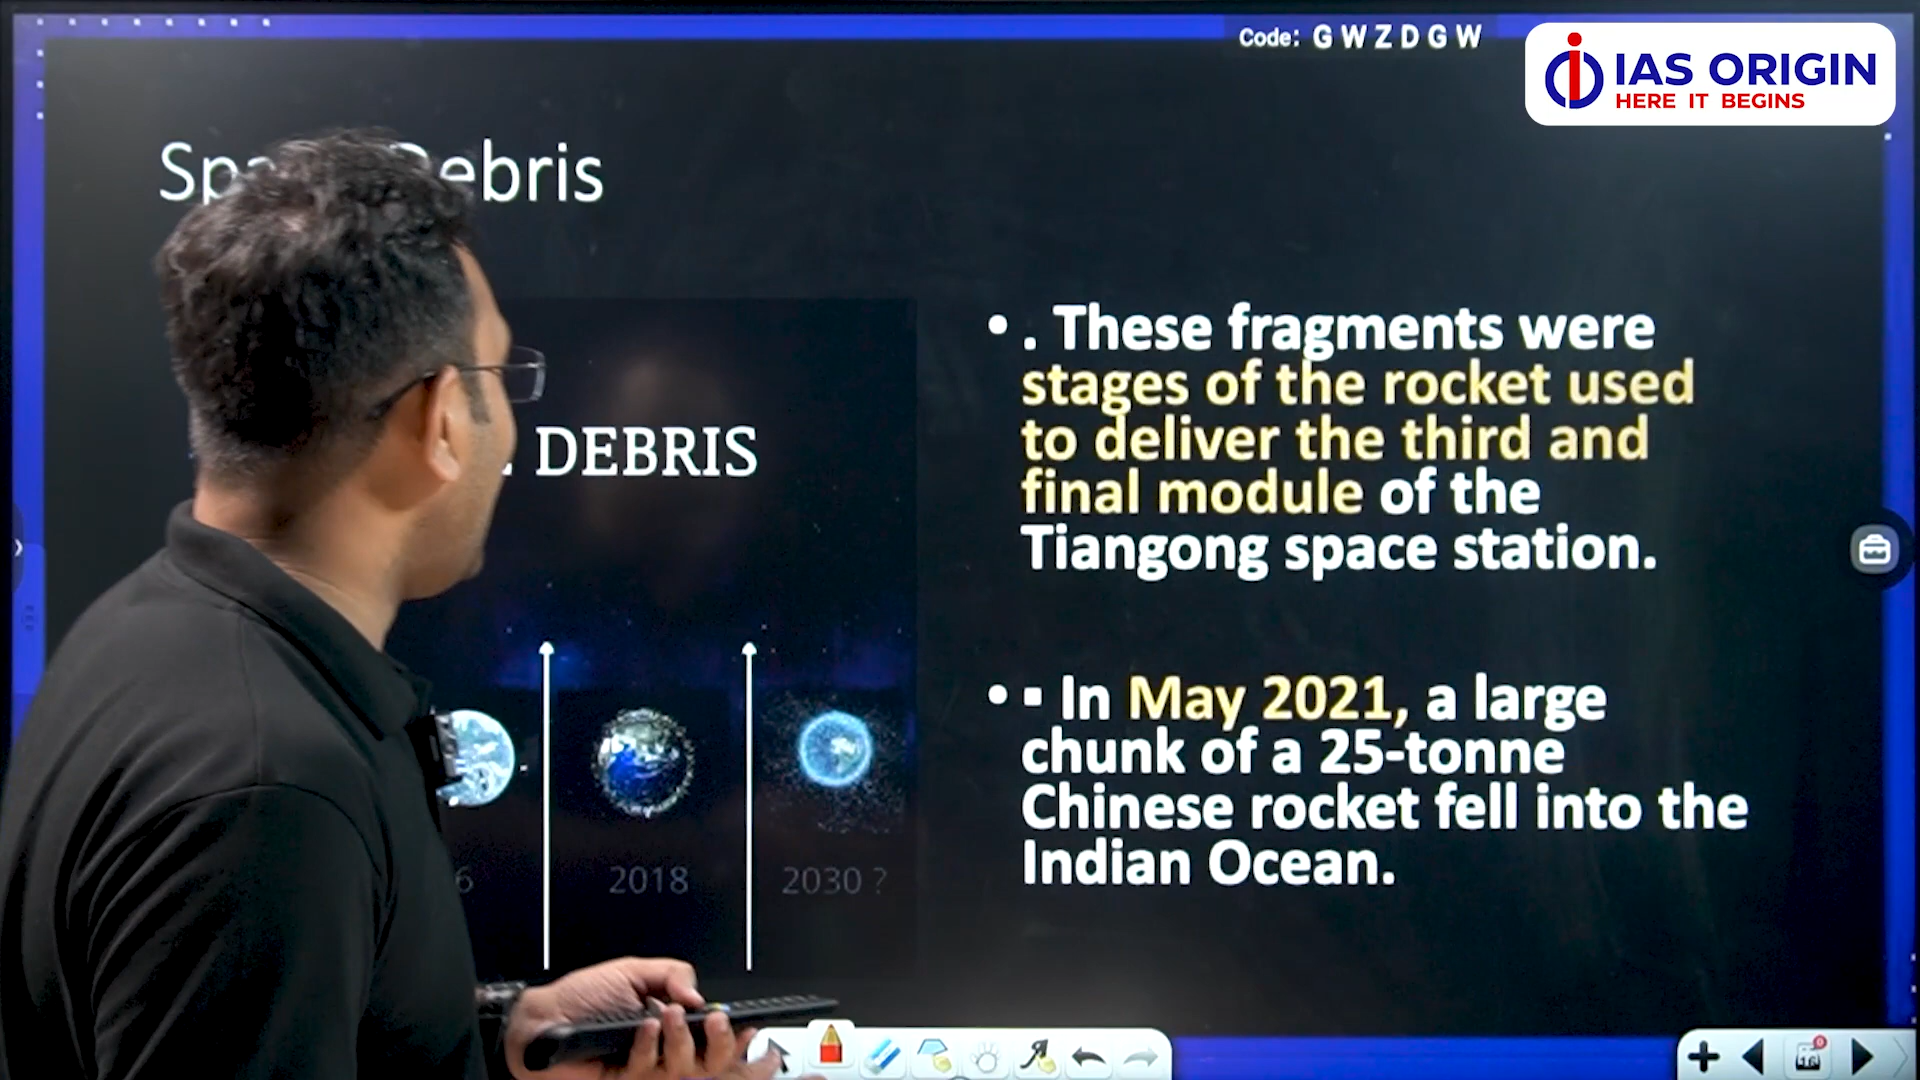 Code: G W Z D G W
IAS ORIGIN
HERE IT BEGINS
Debris
DEBRIS
• . These fragments were
stages of the rocket used
to deliver the third and
final module of the
Tiangong space station.
• ▪ In May 2021, a large
chunk of a 25-tonne
Chinese rocket fell into the
Indian Ocean.
6
2018
2030 ?